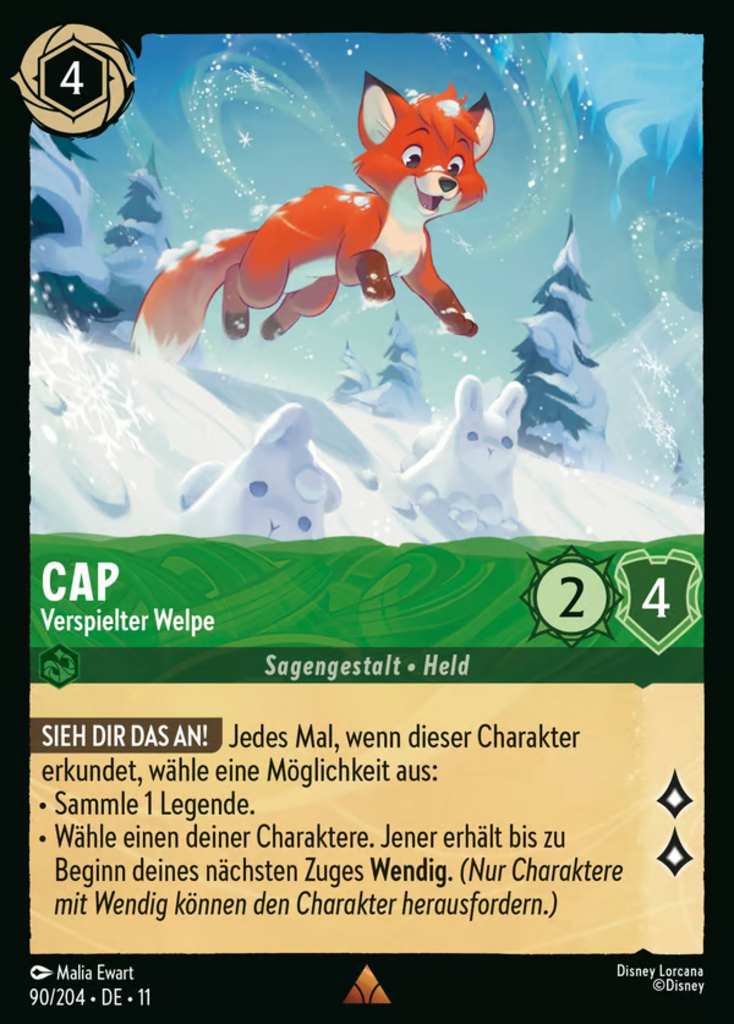 4
CAP
Verspielter Welpe
2
4
Sagengestalt • Held
SIEH DIR DAS AN! Jedes Mal, wenn dieser Charakter
erkundet, wähle eine Möglichkeit aus:
• Sammle 1 Legende.
• Wähle einen deiner Charaktere. Jener erhält bis zu
Beginn deines nächsten Zuges Wendig. (Nur Charaktere
mit Wendig können den Charakter herausfordern.)
Malia Ewart
90/204 • DE • 11
Disney Lorcana
©Disney